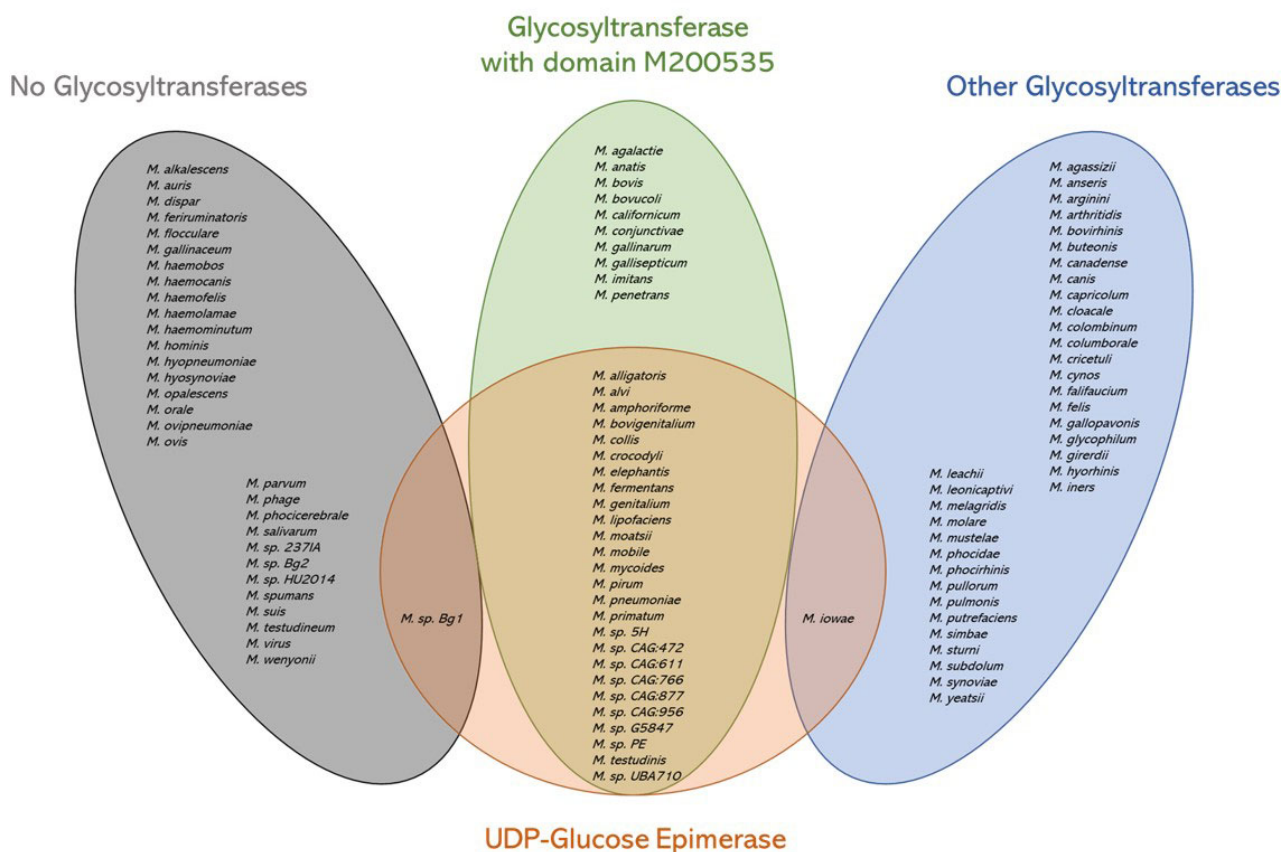 Glycosyltransferase
with domain M200535
No Glycosyltransferases
Other Glycosyltransferases
M. alkalescens
M. auris
M. dispar
M. feriruminatoris
M. flocculare
M. gallinaceum
M. haemobos
M. haemocanis
M. haemofelis
M. haemolamae
M. haemominutum
M. hominis
M. hyopneumoniae
M. hyosynoviae
M. opalescens
M. orale
M. ovipneumoniae
M. ovis
M. parvum
M. phage
M. phocicerebrale
M. salivarum
M. sp. 237IA
M. sp. Bg2
M. sp. HU2014
M. spumans
M. suis
M. testudineum
M. virus
M. wenyonii
M. sp. Bg1
M. agalactie
M. anatis
M. bovis
M. bovucoli
M. californicum
M. conjunctivae
M. gallinarum
M. gallisepticum
M. imitans
M. penetrans
M. alligatoris
M. alvi
M. amphoriforme
M. bovigenitalium
M. collis
M. crocodyli
M. elephantis
M. fermentans
M. genitalium
M. lipofaciens
M. moatsii
M. mobile
M. mycoides
M. pirum
M. pneumoniae
M. primatum
M. sp. 5H
M. sp. CAG:472
M. sp. CAG:611
M. sp. CAG:766
M. sp. CAG:877
M. sp. CAG:956
M. sp. G5847
M. sp. PE
M. testudinis
M. sp. UBA710
M. iowae
M. agassizii
M. anseris
M. arginini
M. arthritidis
M. bovirhinis
M. buteonis
M. canadense
M. canis
M. capricolum
M. cloacale
M. colombinum
M. columborale
M. cricetuli
M. cynos
M. falifaucium
M. felis
M. gallopavonis
M. glycophilum
M. girerdii
M. hyorhinis
M. iners
M. leachii
M. leonicaptivi
M. melagridis
M. molare
M. mustelae
M. phocidae
M. phocirhinis
M. pullorum
M. pulmonis
M. putrefaciens
M. simbae
M. sturni
M. subdolum
M. synoviae
M. yeatsii
UDP-Glucose Epimerase